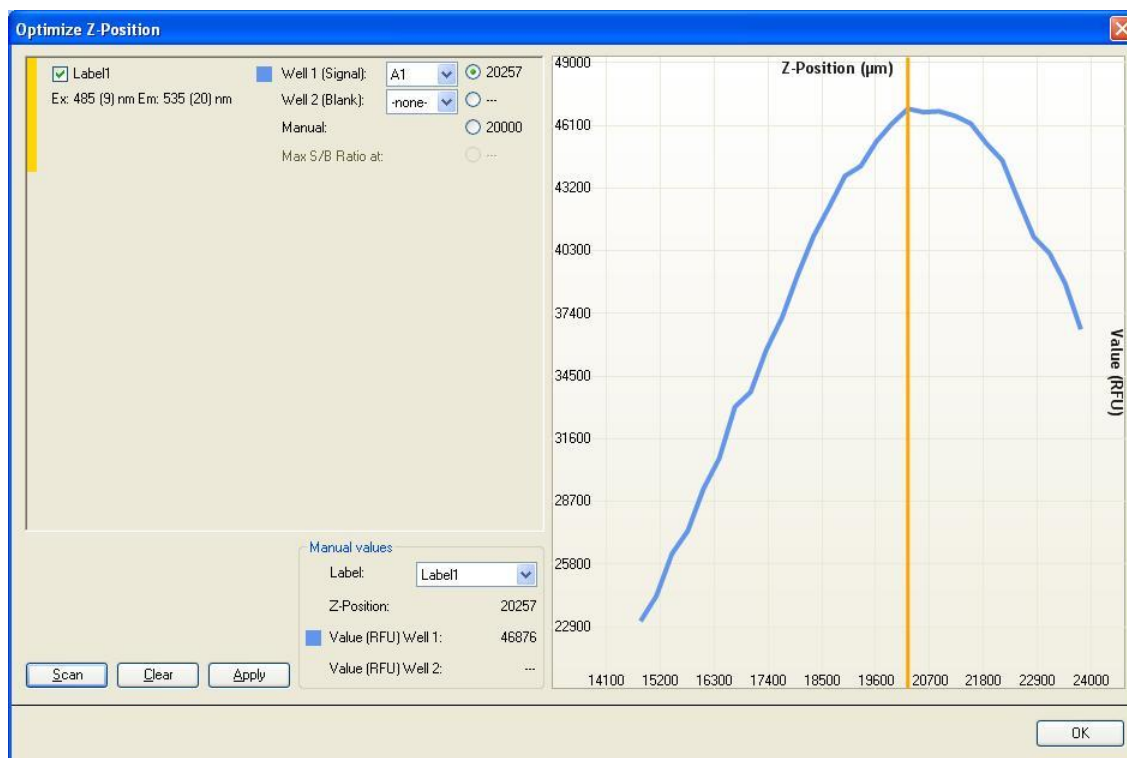 Optimize Z-Position
Label1
Ex: 485 (9) nm Em: 535 (20) nm
Well 1 (Signal): A1 20257
Well 2 (Blank): -none- ---
Manual: 20000
Max S/B Ratio at: ---
Manual values
Label: Label1
Z-Position: 20257
Value (RFU) Well 1: 46876
Value (RFU) Well 2: ---
Scan Clear Apply
Z-Position (µm)
49000
46100
43200
40300
37400
34500
31600
28700
25800
22900
14100 15200 16300 17400 18500 19600 20700 21800 22900 24000
Value (RFU)
OK